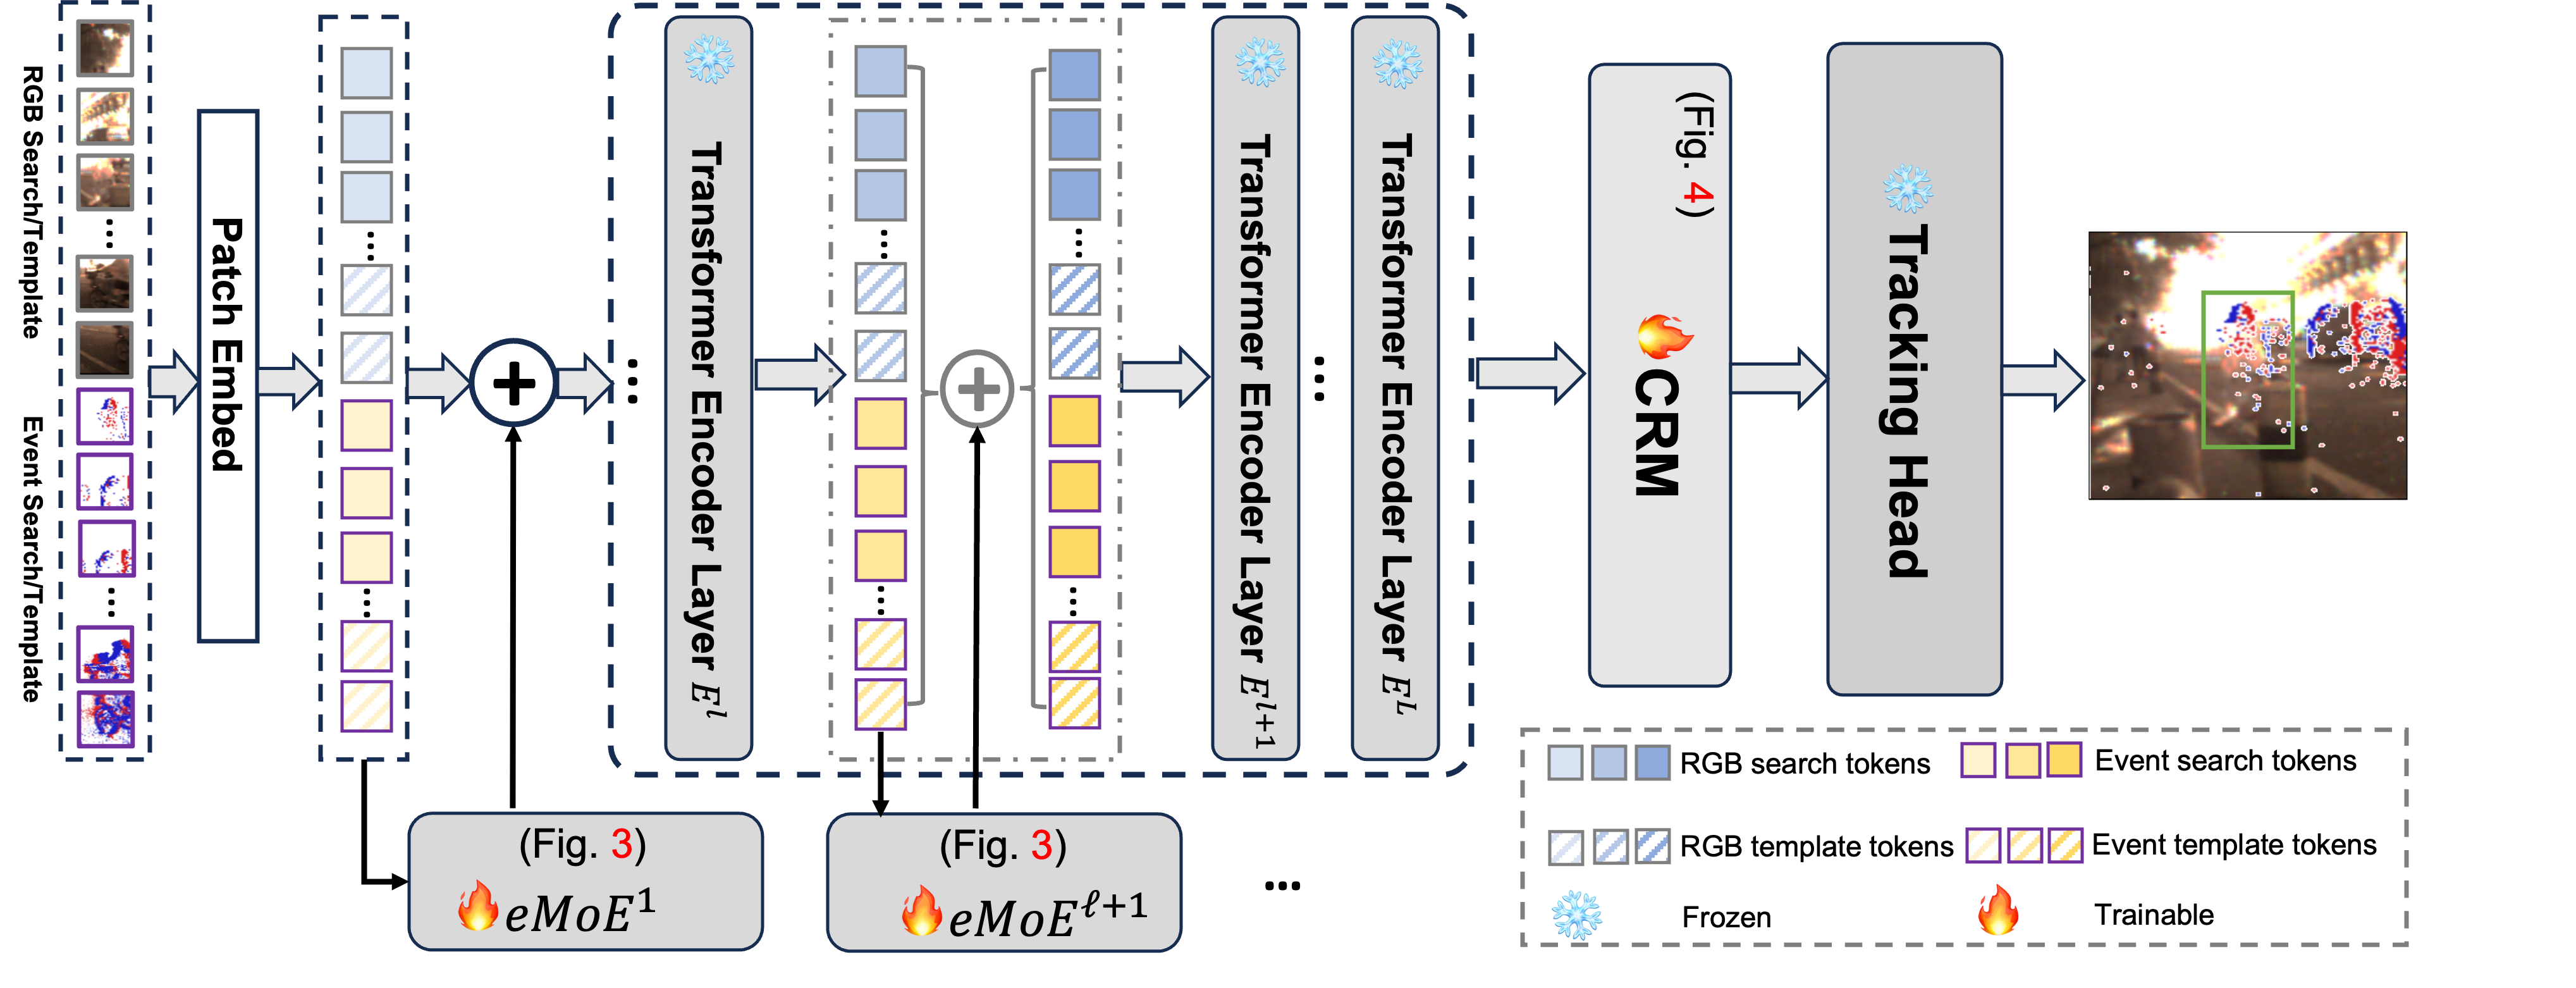 RGB Search/Template
Event Search/Template
Patch Embed
Transformer Encoder Layer E^l
Transformer Encoder Layer E^{l+1}
Transformer Encoder Layer E^L
(Fig. 4)
CRM
Tracking Head
(Fig. 3)
eMoE^1
(Fig. 3)
eMoE^{ℓ+1}
...
RGB search tokens
Event search tokens
RGB template tokens
Event template tokens
Frozen
Trainable